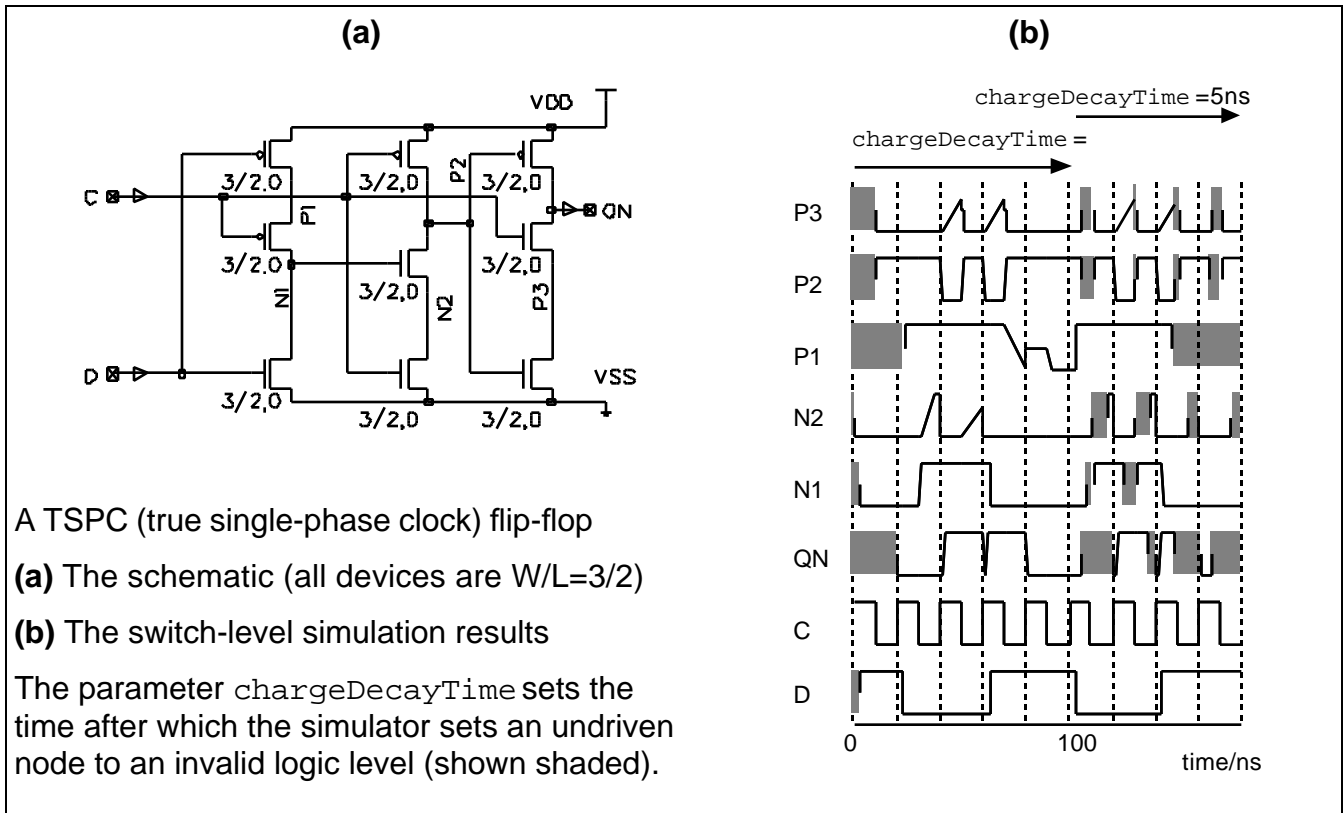 (a)
(b)
chargeDecayTime =5ns
chargeDecayTime =
VDD
P2
3/2,0
3/2,0
3/2,0
C
QN
P1
3/2,0
3/2,0
3/2,0
N1
N2
P3
D
VSS
3/2,0
3/2,0
3/2,0
P3
P2
P1
N2
N1
QN
C
D
0
100
time/ns
A TSPC (true single-phase clock) flip-flop
(a) The schematic (all devices are W/L=3/2)
(b) The switch-level simulation results
The parameter chargeDecayTime sets the
time after which the simulator sets an undriven
node to an invalid logic level (shown shaded).